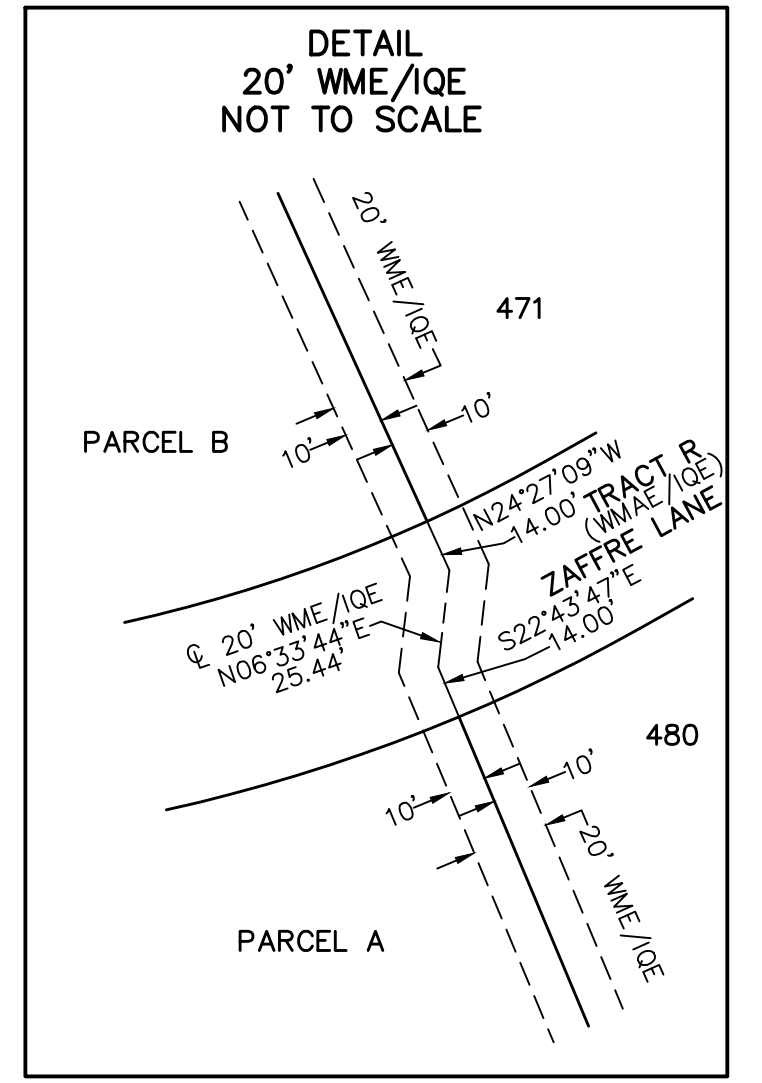 DETAIL
20' WME/IQE
NOT TO SCALE
20' WME/IQE
471
10'
PARCEL B
10'
N24°27'09"W
14.00'
TRACT R
(WMAE/IQE)
ZAFFRE LANE
℄ 20' WME/IQE
N06°33'44"E
25.44'
S22°43'47"E
14.00'
480
10'
10'
20' WME/IQE
PARCEL A